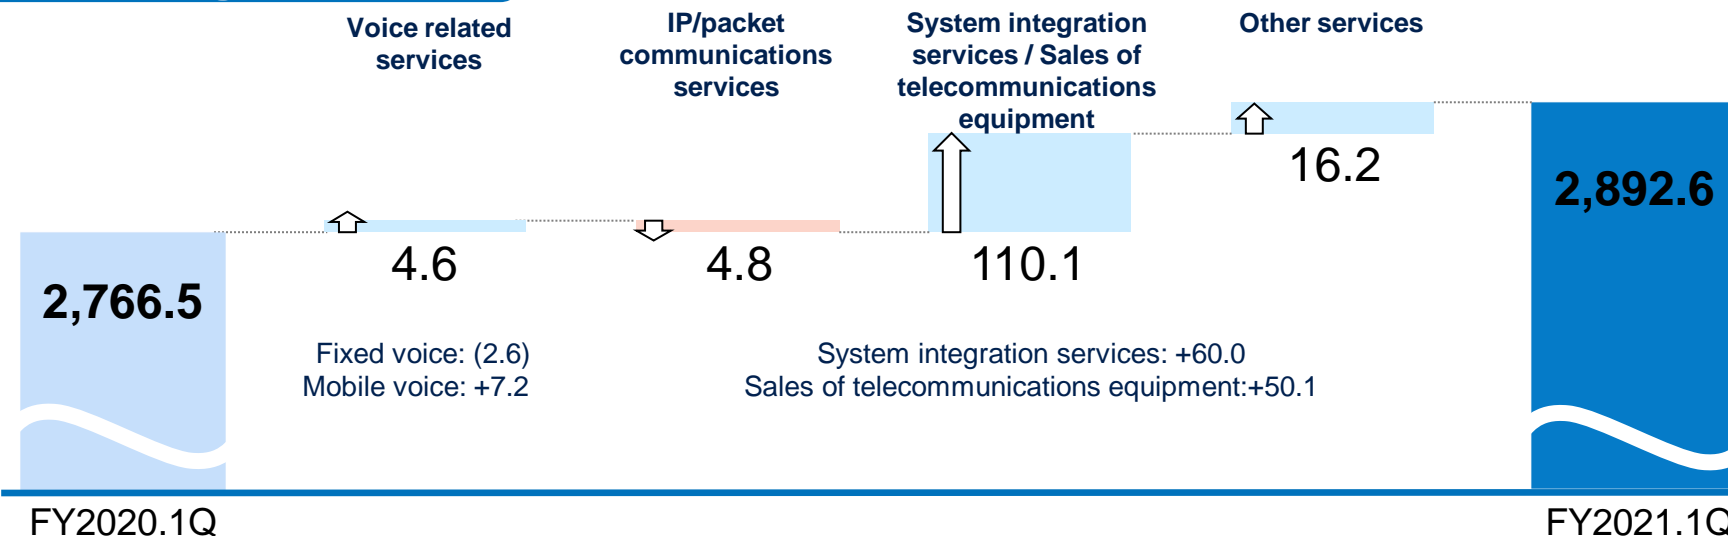 Voice related
services
IP/packet
communications
services
System integration
services / Sales of
telecommunications
equipment
Other services
2,766.5
4.6
4.8
110.1
16.2
2,892.6
Fixed voice: (2.6)
Mobile voice: +7.2
System integration services: +60.0
Sales of telecommunications equipment:+50.1
FY2020.1Q
FY2021.1Q